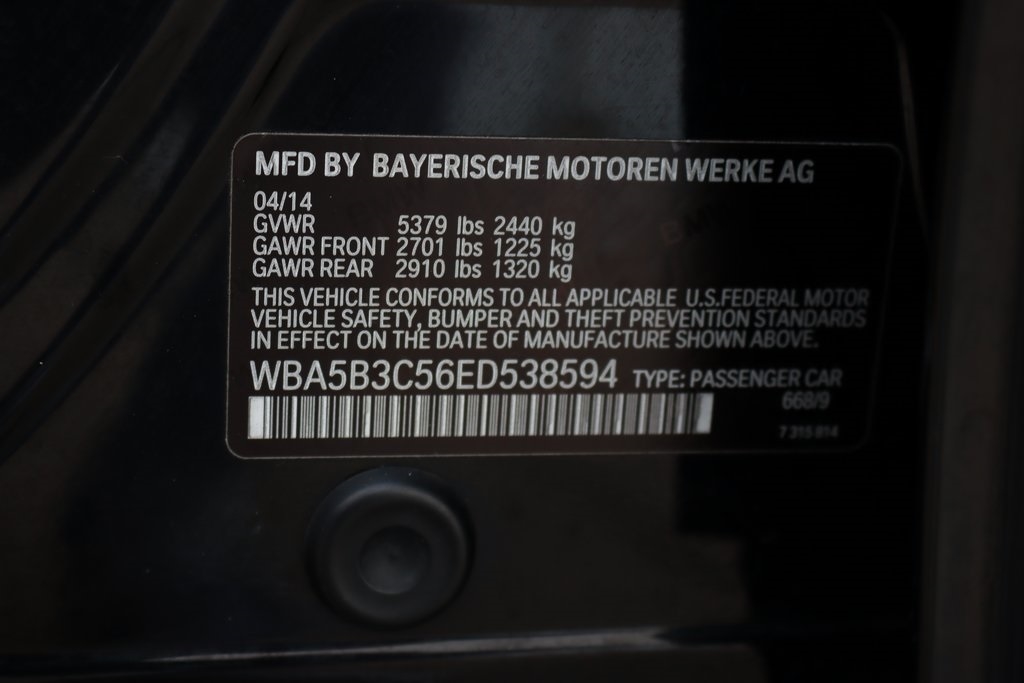 MFD BY BAYERISCHE MOTOREN WERKE AG
04/14
GVWR 5379 lbs 2440 kg
GAWR FRONT 2701 lbs 1225 kg
GAWR REAR 2910 lbs 1320 kg
THIS VEHICLE CONFORMS TO ALL APPLICABLE U.S.FEDERAL MOTOR
VEHICLE SAFETY, BUMPER AND THEFT PREVENTION STANDARDS
IN EFFECT ON THE DATE OF MANUFACTURE SHOWN ABOVE.
WBA5B3C56ED538594 TYPE: PASSENGER CAR
668/9
7 315 814